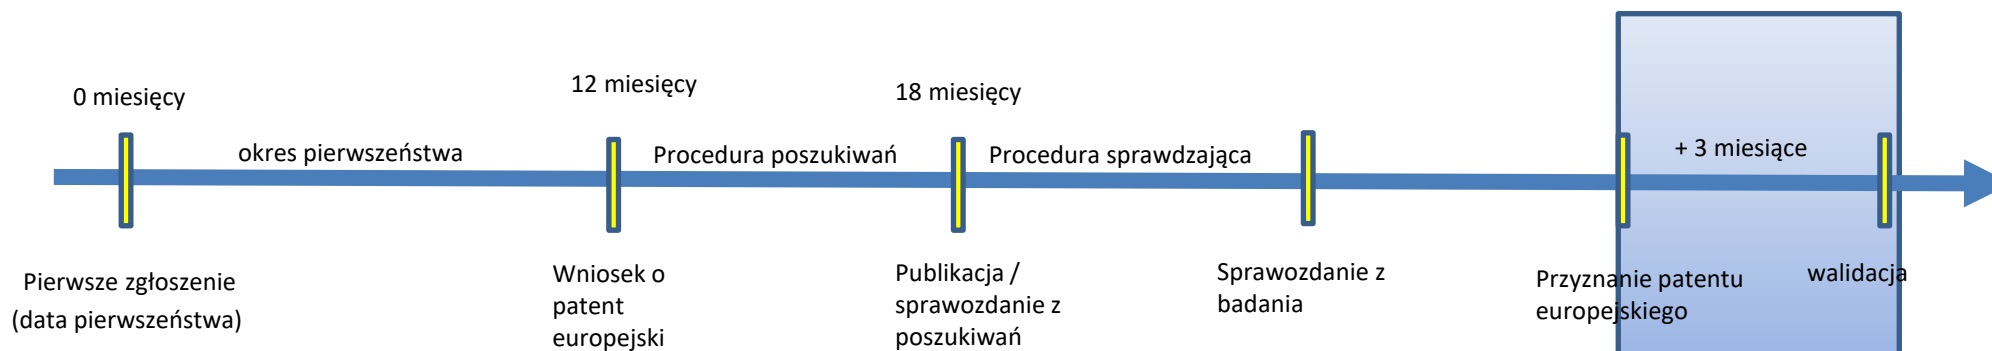 0 miesięcy
12 miesięcy
18 miesięcy
okres pierwszeństwa
Procedura poszukiwań
Procedura sprawdzająca
+ 3 miesiące
Pierwsze zgłoszenie
(data pierwszeństwa)
Wniosek o
patent
europejski
Publikacja /
sprawozdanie z
poszukiwań
Sprawozdanie z
badania
Przyznanie patentu
europejskiego
walidacja